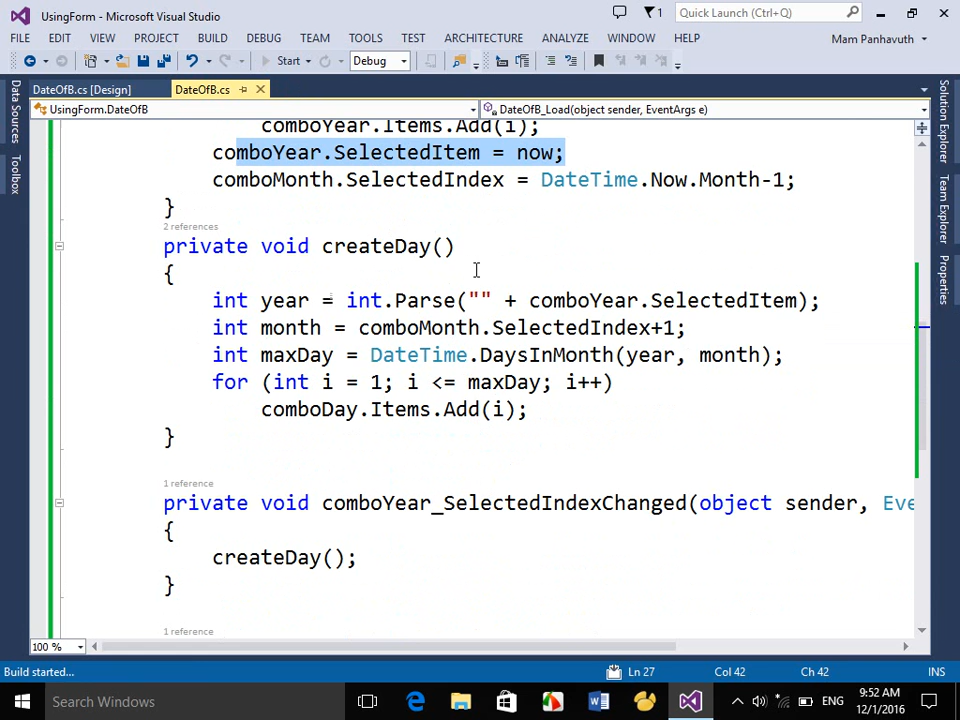 UsingForm - Microsoft Visual Studio
1
Quick Launch (Ctrl+Q)
FILE EDIT VIEW PROJECT BUILD DEBUG TEAM TOOLS TEST ARCHITECTURE ANALYZE WINDOW HELP
Mam Panhavuth
Start
Debug
DateOfB.cs [Design]
DateOfB.cs
UsingForm.DateOfB
DateOfB_Load(object sender, EventArgs e)
Data Sources
Toolbox
Solution Explorer
Team Explorer
Properties
comboYear.Items.Add(i);
comboYear.SelectedItem = now;
comboMonth.SelectedIndex = DateTime.Now.Month-1;
}
2 references
private void createDay()
{
int year = int.Parse("" + comboYear.SelectedItem);
int month = comboMonth.SelectedIndex+1;
int maxDay = DateTime.DaysInMonth(year, month);
for (int i = 1; i <= maxDay; i++)
comboDay.Items.Add(i);
}
1 reference
private void comboYear_SelectedIndexChanged(object sender, Eve
{
createDay();
}
1 reference
100 %
Build started...
Ln 27
Col 42
Ch 42
INS
Search Windows
ENG
9:52 AM
12/1/2016